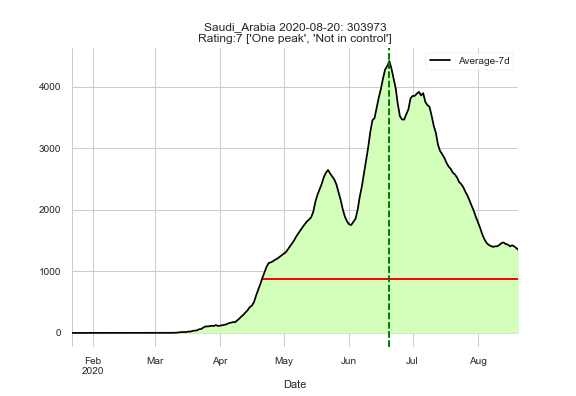 Saudi_Arabia 2020-08-20: 303973
Rating:7 ['One peak', 'Not in control']
Average-7d
4000
3000
2000
1000
0
Feb Mar Apr May Jun Jul Aug
2020
Date